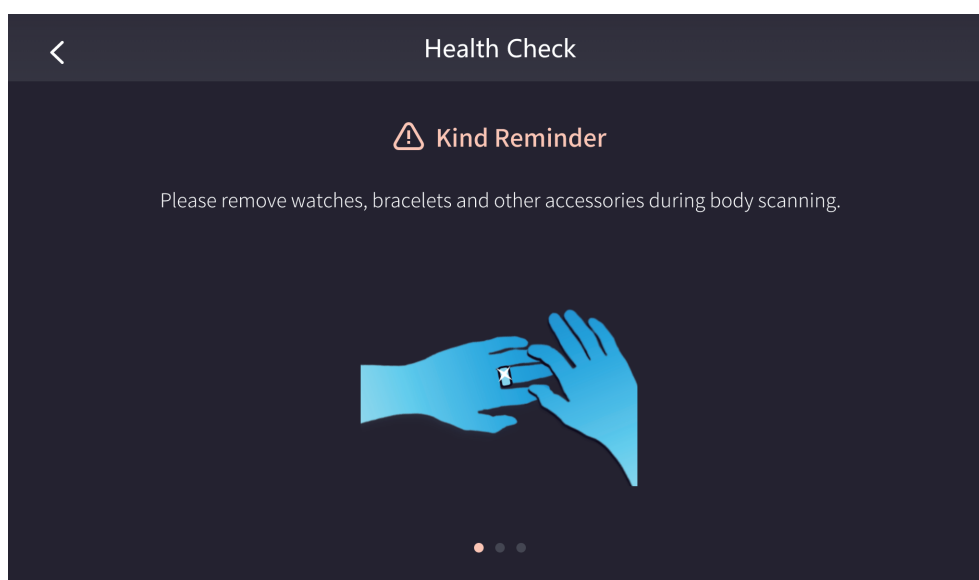 Health Check
Kind Reminder
Please remove watches, bracelets and other accessories during body scanning.